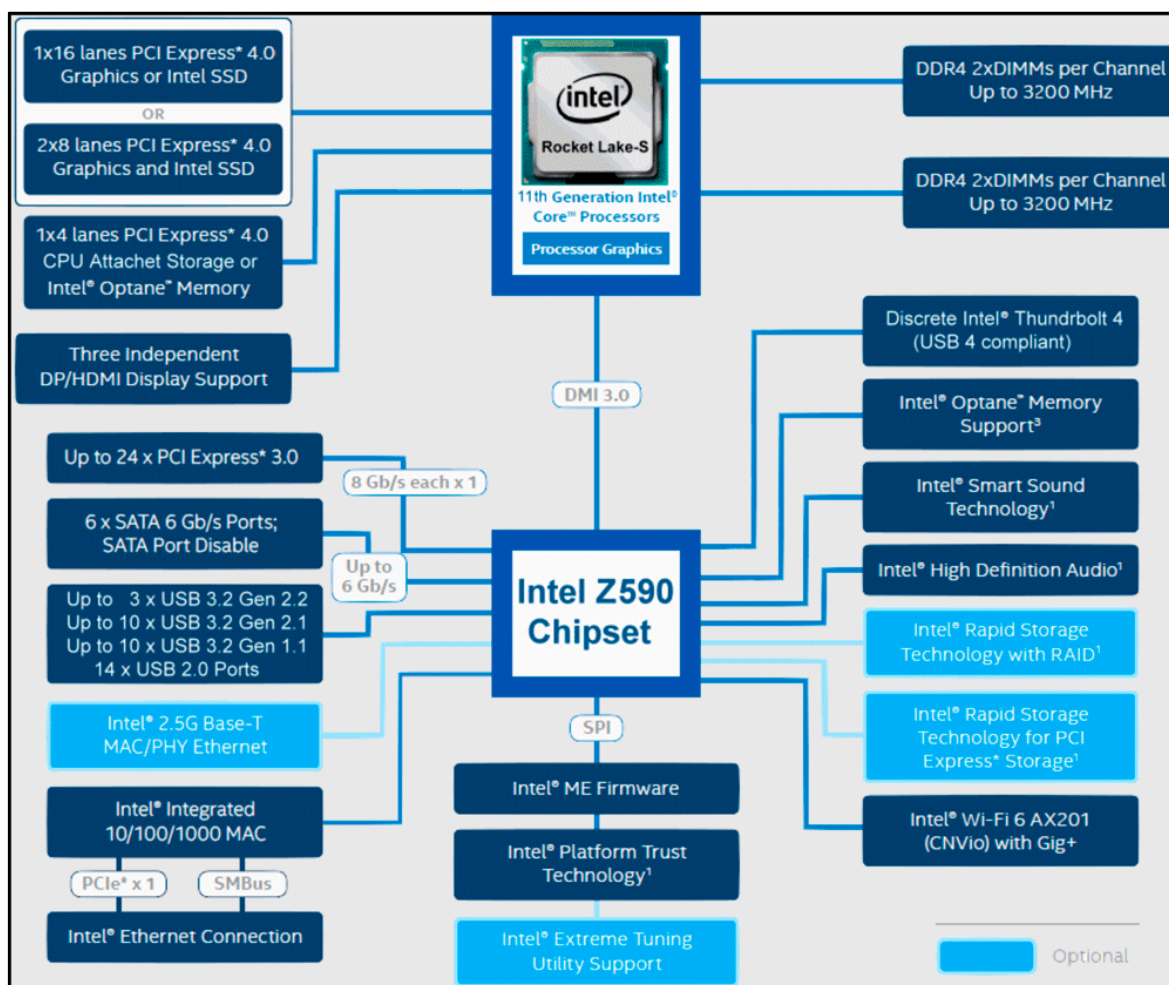 1x16 lanes PCI Express* 4.0
Graphics or Intel SSD
OR
2x8 lanes PCI Express* 4.0
Graphics and Intel SSD
1x4 lanes PCI Express* 4.0
CPU Attachet Storage or
Intel® Optane™ Memory
Three Independent
DP/HDMI Display Support
intel
Rocket Lake-S
11th Generation Intel®
Core™ Processors
Processor Graphics
DDR4 2xDIMMs per Channel
Up to 3200 MHz
DDR4 2xDIMMs per Channel
Up to 3200 MHz
DMI 3.0
Up to 24 x PCI Express* 3.0
8 Gb/s each x 1
6 x SATA 6 Gb/s Ports;
SATA Port Disable
Up to
6 Gb/s
Up to 3 x USB 3.2 Gen 2.2
Up to 10 x USB 3.2 Gen 2.1
Up to 10 x USB 3.2 Gen 1.1
14 x USB 2.0 Ports
Intel® 2.5G Base-T
MAC/PHY Ethernet
Intel® Integrated
10/100/1000 MAC
PCIe* x 1
SMBus
Intel® Ethernet Connection
Intel Z590
Chipset
SPI
Intel® ME Firmware
Intel® Platform Trust
Technology¹
Intel® Extreme Tuning
Utility Support
Discrete Intel® Thundrbolt 4
(USB 4 compliant)
Intel® Optane™ Memory
Support³
Intel® Smart Sound
Technology¹
Intel® High Definition Audio¹
Intel® Rapid Storage
Technology with RAID¹
Intel® Rapid Storage
Technology for PCI
Express* Storage¹
Intel® Wi-Fi 6 AX201
(CNVio) with Gig+
Optional